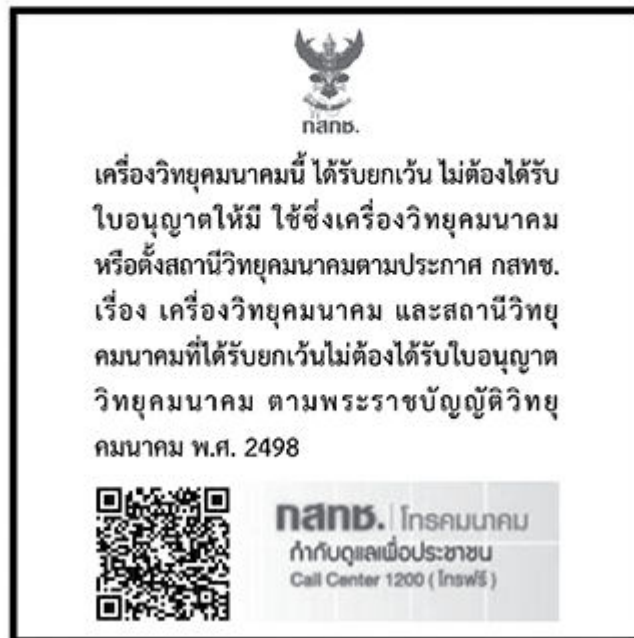 กสทช.
เครื่องวิทยุคมนาคมนี้ ได้รับยกเว้น ไม่ต้องได้รับ
ใบอนุญาตให้มี ใช้ซึ่งเครื่องวิทยุคมนาคม
หรือตั้งสถานีวิทยุคมนาคมตามประกาศ กสทช.
เรื่อง เครื่องวิทยุคมนาคม และสถานีวิทยุ
คมนาคมที่ได้รับยกเว้นไม่ต้องได้รับใบอนุญาต
วิทยุคมนาคม ตามพระราชบัญญัติวิทยุ
คมนาคม พ.ศ. 2498
กสทช. | โทรคมนาคม
กำกับดูแลเพื่อประชาชน
Call Center 1200 ( โทรฟรี )